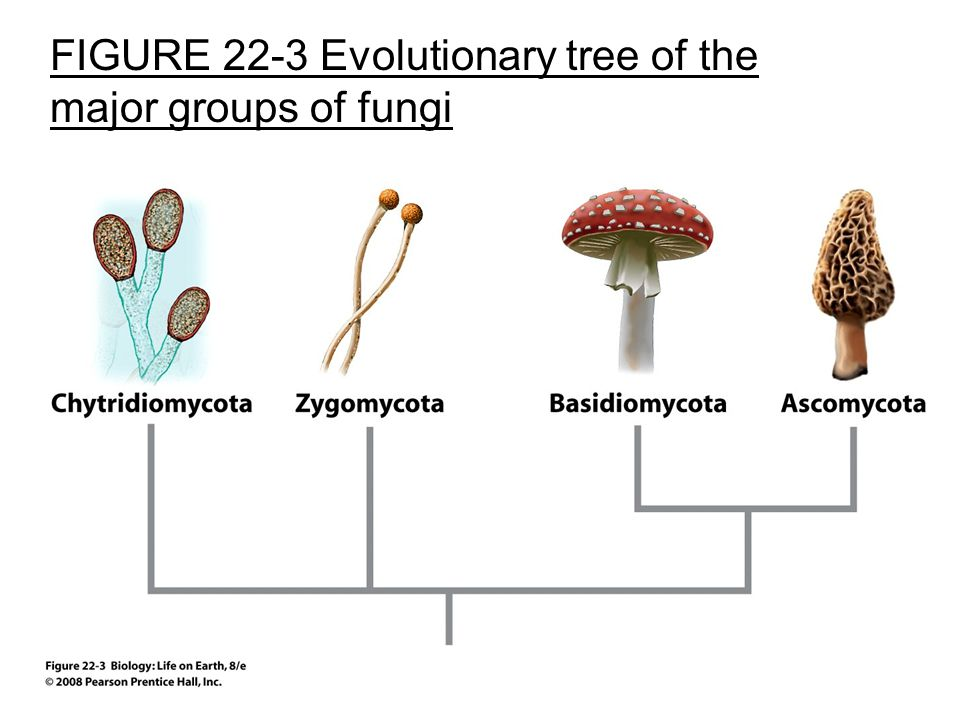 FIGURE 22-3 Evolutionary tree of the
major groups of fungi
Chytridiomycota Zygomycota Basidiomycota Ascomycota
Figure 22-3 Biology: Life on Earth, 8/e
© 2008 Pearson Prentice Hall, Inc.